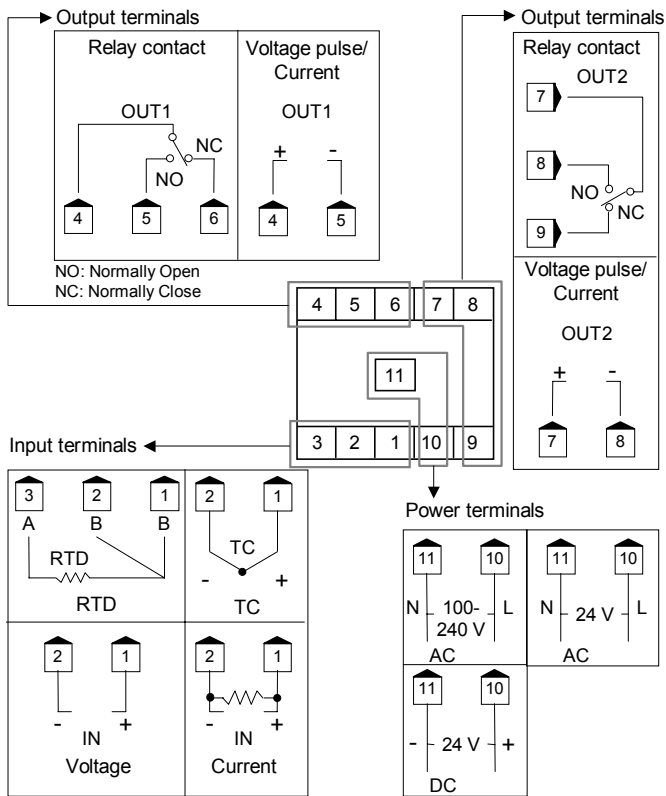 Output terminals
Relay contact
Voltage pulse/
Current
OUT1
OUT1
NC
NO
+ -
4 5 6
4 5
NO: Normally Open
NC: Normally Close
Output terminals
Relay contact
OUT2
7
8
NO
NC
9
Voltage pulse/
Current
OUT2
+ -
7 8
4 5 6 7 8
11
3 2 1 10 9
Input terminals
3 2 1
A B B
RTD
RTD
2 1
TC
- +
TC
2 1
- +
IN
Voltage
2 1
- +
IN
Current
Power terminals
11 10
N 100- L
240 V
AC
11 10
N 24 V L
AC
11 10
- 24 V +
DC